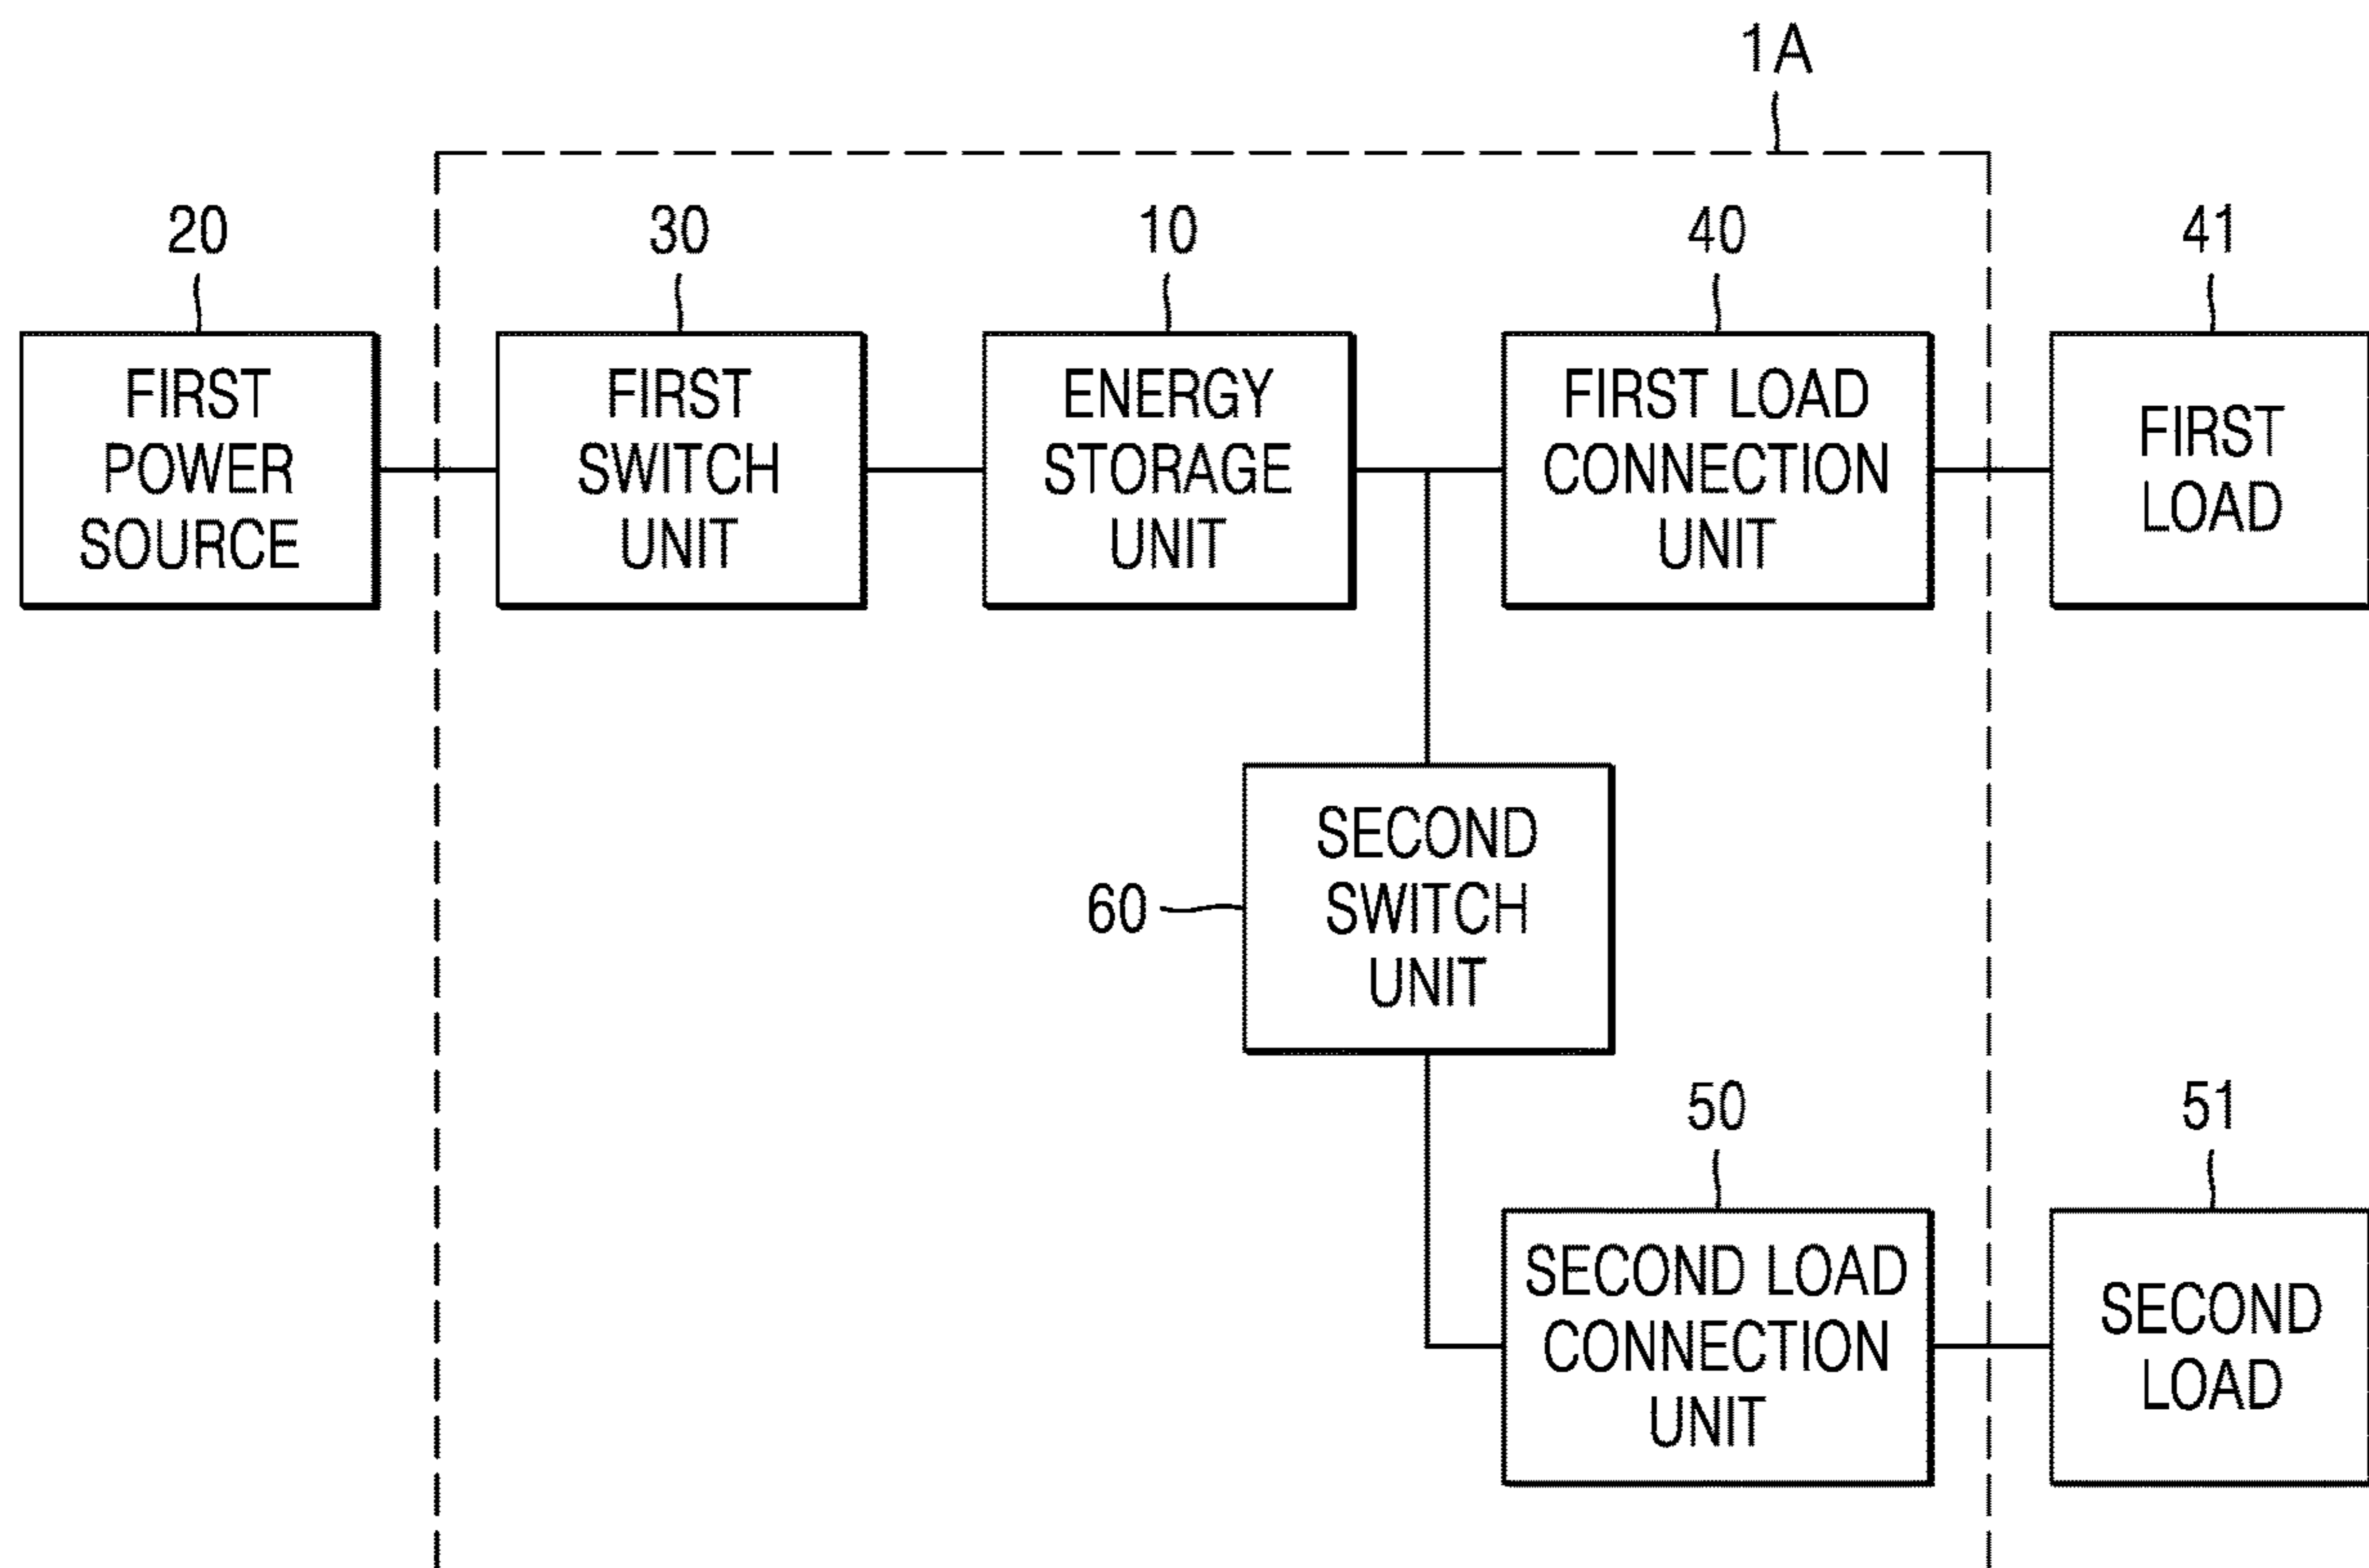 1A
20
30
10
40
41
FIRST
POWER
SOURCE
FIRST
SWITCH
UNIT
ENERGY
STORAGE
UNIT
FIRST LOAD
CONNECTION
UNIT
FIRST
LOAD
60
SECOND
SWITCH
UNIT
50
51
SECOND LOAD
CONNECTION
UNIT
SECOND
LOAD